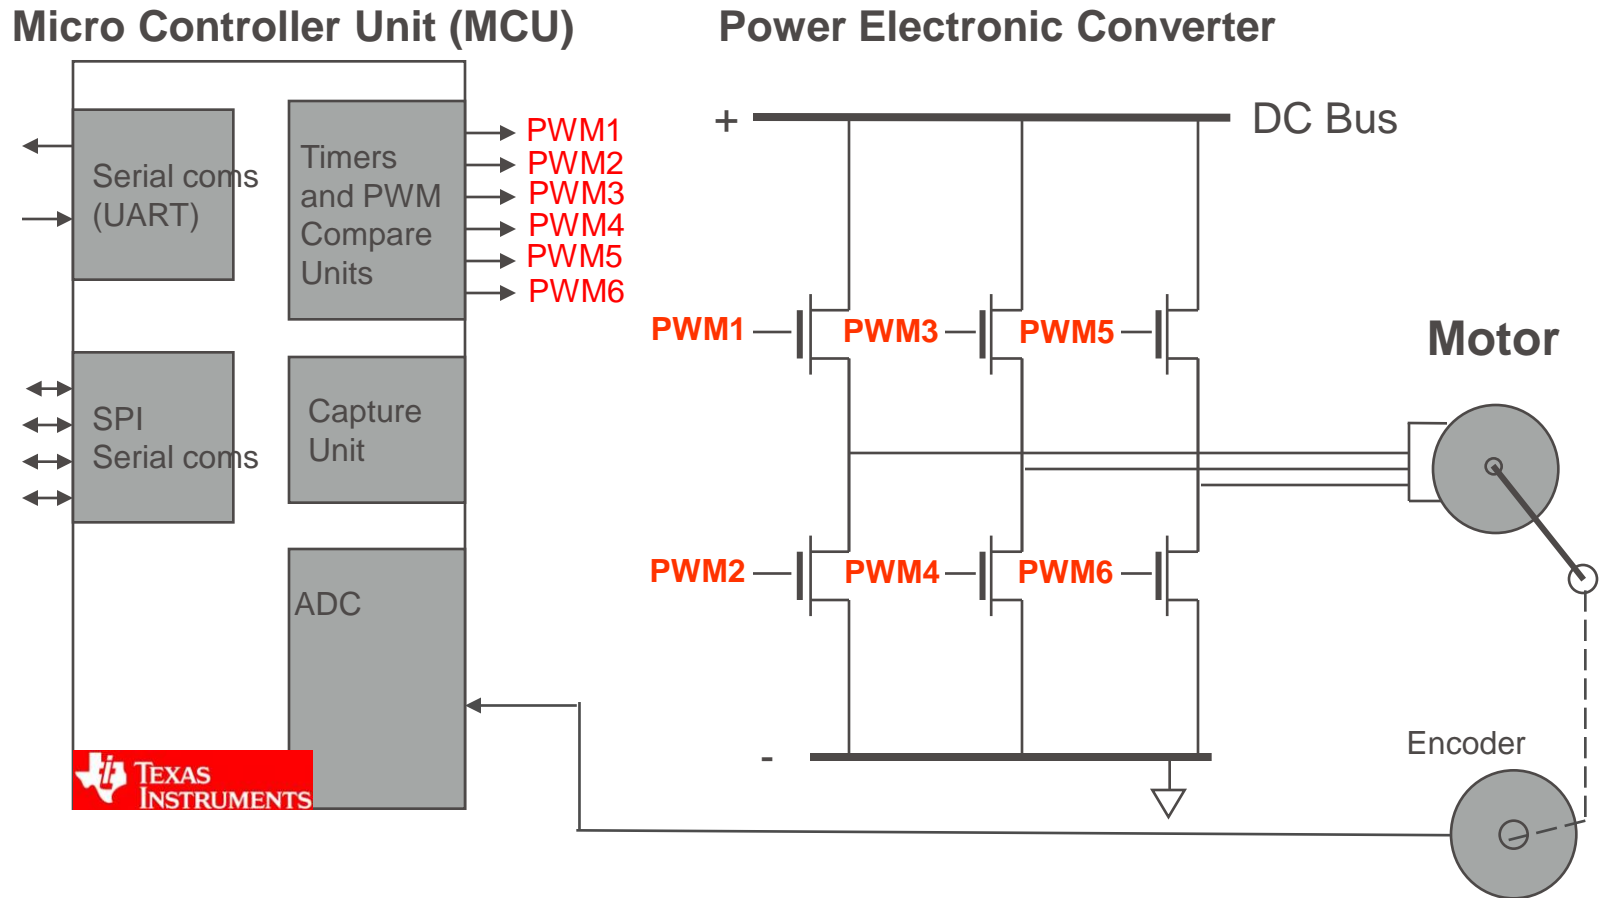 Micro Controller Unit (MCU)
Power Electronic Converter
Serial coms
(UART)
Timers
and PWM
Compare
Units
PWM1
PWM2
PWM3
PWM4
PWM5
PWM6
+
DC Bus
PWM1
PWM3
PWM5
Motor
SPI
Serial coms
Capture
Unit
PWM2
PWM4
PWM6
ADC
-
Encoder
TEXAS
INSTRUMENTS